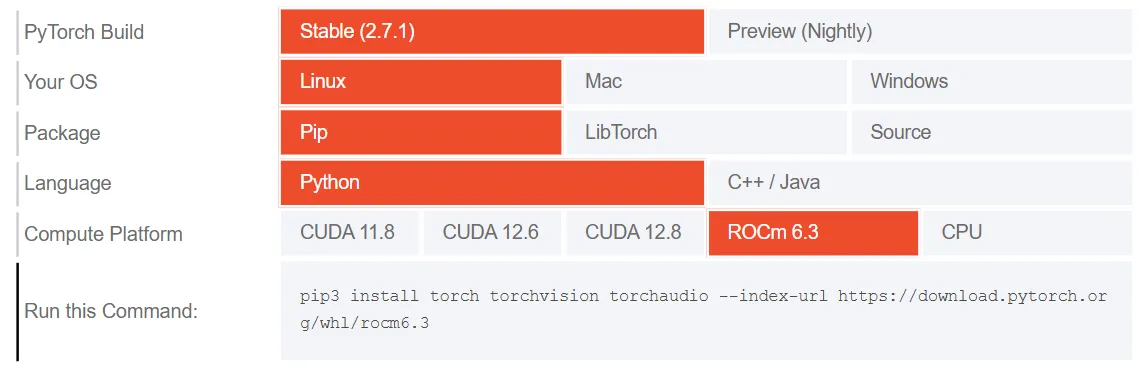 PyTorch Build Stable (2.7.1) Preview (Nightly)
Your OS Linux Mac Windows
Package Pip LibTorch Source
Language Python C++ / Java
Compute Platform CUDA 11.8 CUDA 12.6 CUDA 12.8 ROCm 6.3 CPU
Run this Command:
pip3 install torch torchvision torchaudio --index-url https://download.pytorch.or
g/whl/rocm6.3